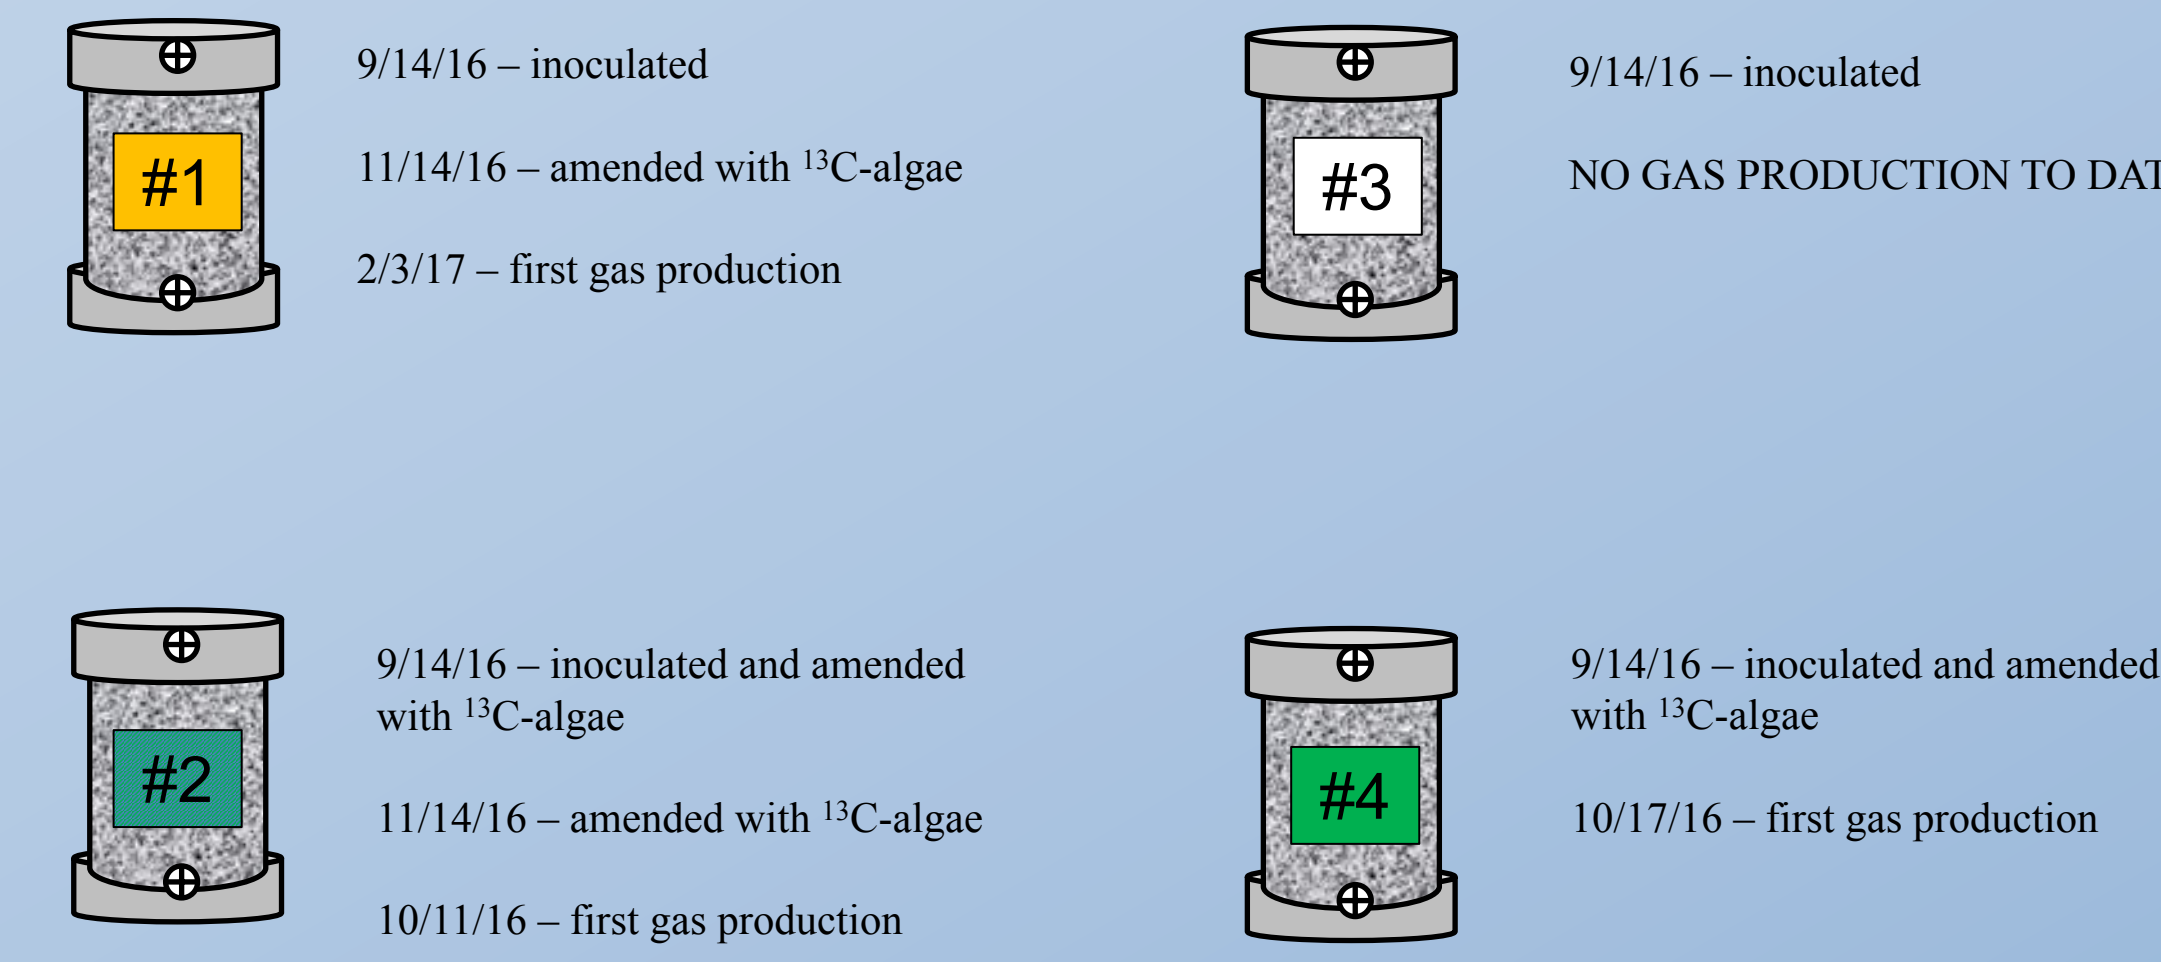 #1
9/14/16 – inoculated
11/14/16 – amended with ¹³C-algae
2/3/17 – first gas production
#3
9/14/16 – inoculated
NO GAS PRODUCTION TO DAT
#2
9/14/16 – inoculated and amended
with ¹³C-algae
11/14/16 – amended with ¹³C-algae
10/11/16 – first gas production
#4
9/14/16 – inoculated and amended
with ¹³C-algae
10/17/16 – first gas production